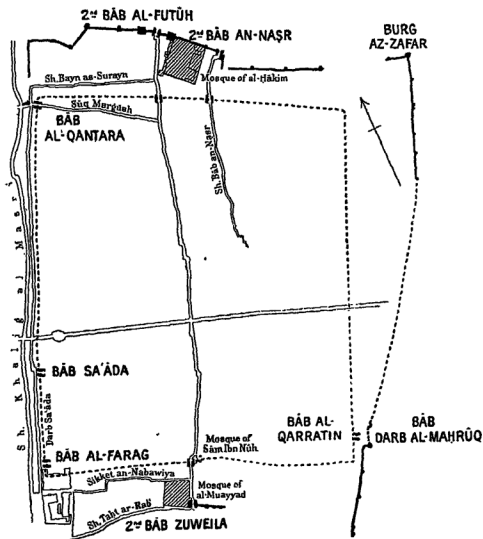 2nd BĀB AL-FUTŪḤ
2nd BĀB AN-NAṢR
BURG
AZ-ZAFAR
Mosque of al-Ḥākim
Sh. Bayn as-Surayn
Sūq Margūsh
BĀB
AL-QANṬARA
Sh. Bāb an-Naṣr
Sh. Khalīg al Masrī
BĀB SA'ĀDA
Darb Sa'āda
BĀB AL-FARAG
BĀB AL-
QARRATIN
BĀB
DARB AL-MAḤRŪQ
Mosque of
Sām Ibn Nūḥ
Sikket an-Nabawiya
Mosque of
al-Muayyad
Sh. Taḥt ar-Rab'
2nd BĀB ZUWEILA